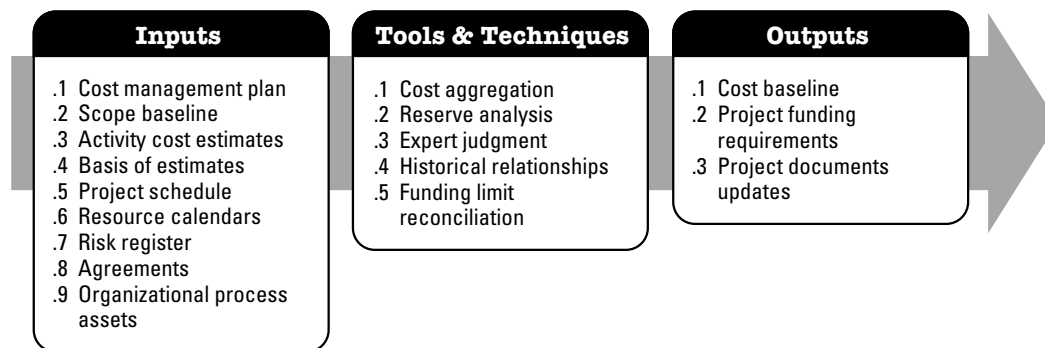 Inputs
.1 Cost management plan
.2 Scope baseline
.3 Activity cost estimates
.4 Basis of estimates
.5 Project schedule
.6 Resource calendars
.7 Risk register
.8 Agreements
.9 Organizational process
assets
Tools & Techniques
.1 Cost aggregation
.2 Reserve analysis
.3 Expert judgment
.4 Historical relationships
.5 Funding limit
reconciliation
Outputs
.1 Cost baseline
.2 Project funding
requirements
.3 Project documents
updates